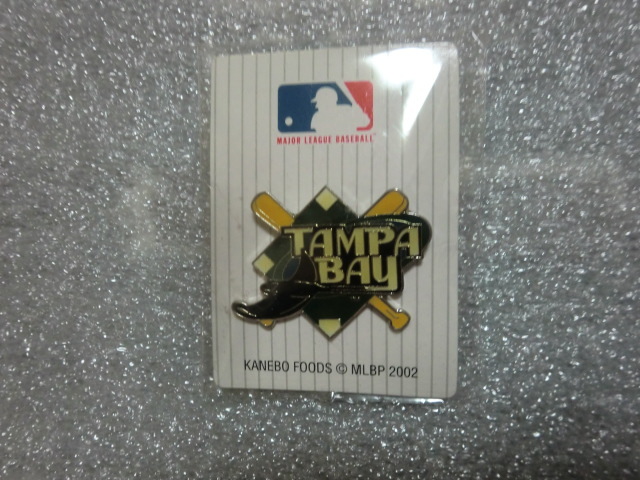 MAJOR LEAGUE BASEBALL
TAMPA
BAY
KANEBO FOODS © MLBP 2002